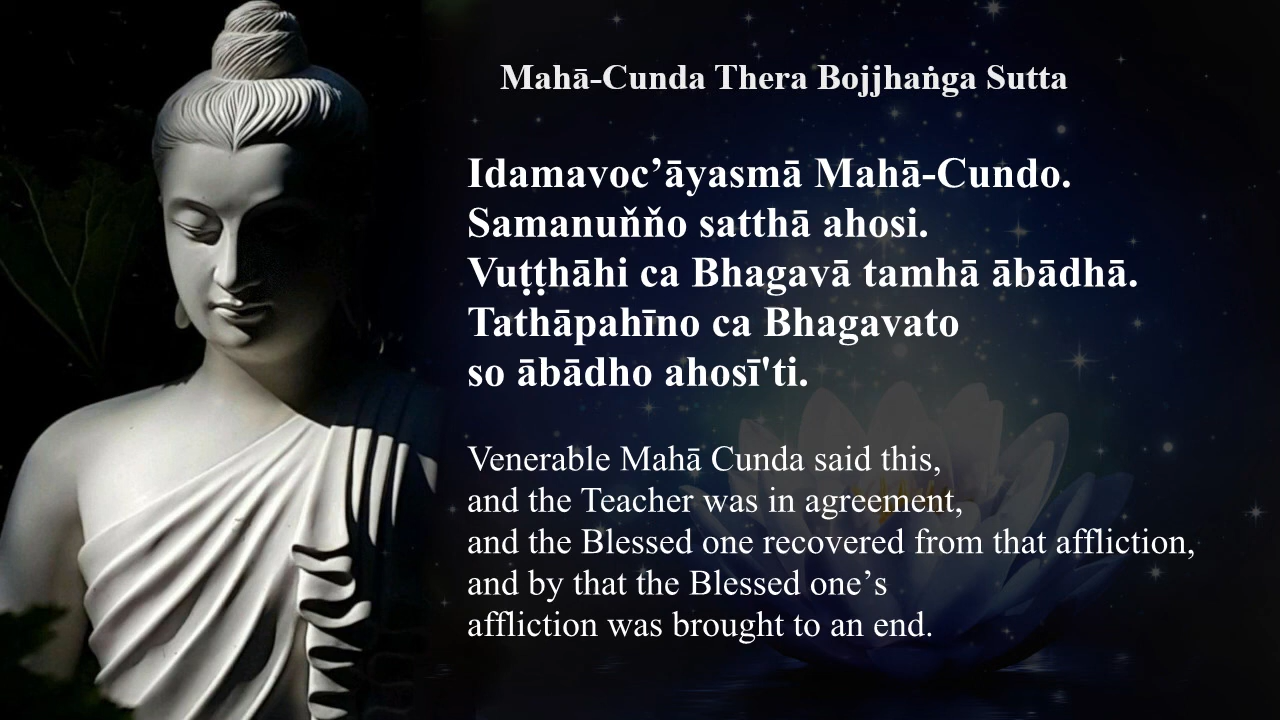 Mahā-Cunda Thera Bojjhaṅga Sutta
Idamavoc’āyasmā Mahā-Cundo.
Samanuňňo satthā ahosi.
Vuṭṭhāhi ca Bhagavā tamhā ābādhā.
Tathāpahīno ca Bhagavato
so ābādho ahosī'ti.
Venerable Mahā Cunda said this,
and the Teacher was in agreement,
and the Blessed one recovered from that affliction,
and by that the Blessed one’s
affliction was brought to an end.